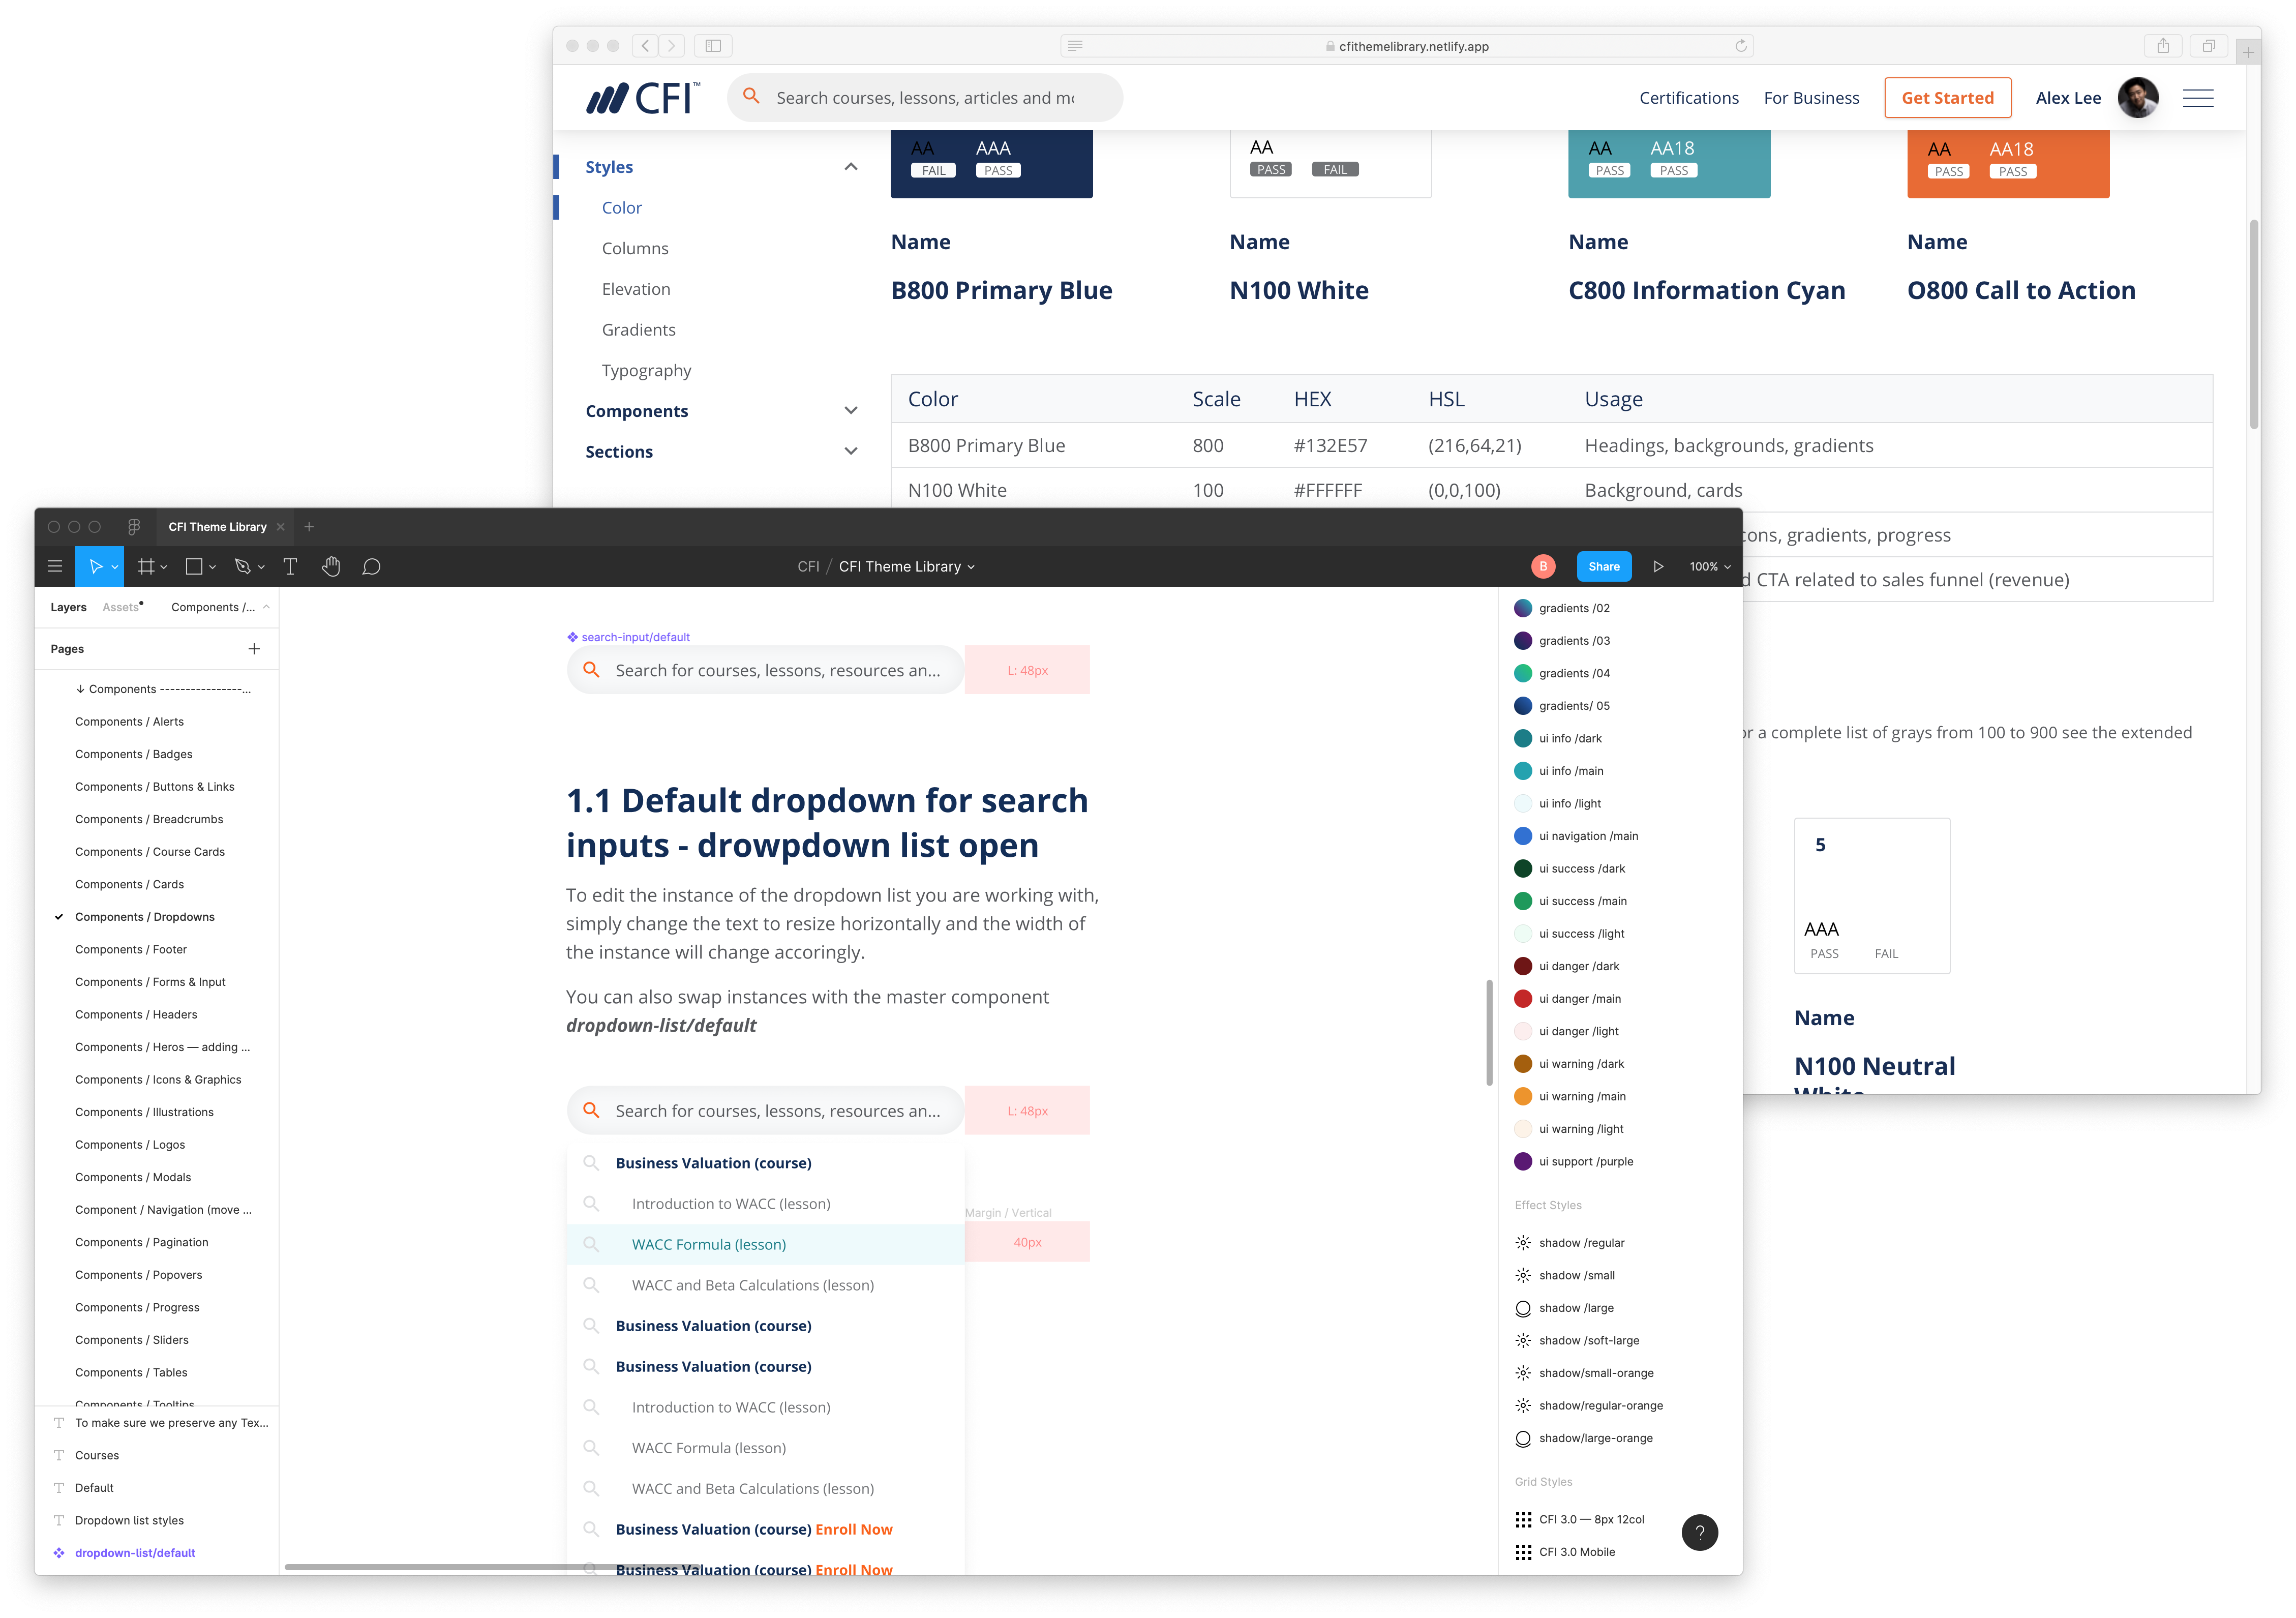 cfithemelibrary.netlify.app
CFI™
Search courses, lessons, articles and mo
Certifications
For Business
Get Started
Alex Lee
Styles
Color
Columns
Elevation
Gradients
Typography
Components
Sections
AA AAA
FAIL PASS
AA
PASS FAIL
AA AA18
PASS PASS
AA AA18
PASS PASS
Name
B800 Primary Blue
Name
N100 White
Name
C800 Information Cyan
Name
O800 Call to Action
Color Scale HEX HSL Usage
B800 Primary Blue 800 #132E57 (216,64,21) Headings, backgrounds, gradients
N100 White 100 #FFFFFF (0,0,100) Background, cards
cons, gradients, progress
d CTA related to sales funnel (revenue)
or a complete list of grays from 100 to 900 see the extended
5
AAA
PASS FAIL
Name
N100 Neutral
White
CFI Theme Library
CFI / CFI Theme Library
B
Share
100%
Layers
Assets
Components /...
Pages
↓ Components ----------------...
Components / Alerts
Components / Badges
Components / Buttons & Links
Components / Breadcrumbs
Components / Course Cards
Components / Cards
Components / Dropdowns
Components / Footer
Components / Forms & Input
Components / Headers
Components / Heros — adding ...
Components / Icons & Graphics
Components / Illustrations
Components / Logos
Components / Modals
Component / Navigation (move ...
Components / Pagination
Components / Popovers
Components / Progress
Components / Sliders
Components / Tables
Components / Tooltips
To make sure we preserve any Tex...
Courses
Default
Dropdown list styles
dropdown-list/default
search-input/default
Search for courses, lessons, resources an...
L: 48px
1.1 Default dropdown for search
inputs - drowpdown list open
To edit the instance of the dropdown list you are working with,
simply change the text to resize horizontally and the width of
the instance will change accoringly.
You can also swap instances with the master component
dropdown-list/default
Search for courses, lessons, resources an...
L: 48px
Business Valuation (course)
Introduction to WACC (lesson)
WACC Formula (lesson)
Margin / Vertical
40px
WACC and Beta Calculations (lesson)
Business Valuation (course)
Business Valuation (course)
Introduction to WACC (lesson)
WACC Formula (lesson)
WACC and Beta Calculations (lesson)
Business Valuation (course) Enroll Now
Business Valuation (course) Enroll Now
gradients /02
gradients /03
gradients /04
gradients/ 05
ui info /dark
ui info /main
ui info /light
ui navigation /main
ui success /dark
ui success /main
ui success /light
ui danger /dark
ui danger /main
ui danger /light
ui warning /dark
ui warning /main
ui warning /light
ui support /purple
Effect Styles
shadow /regular
shadow /small
shadow /large
shadow /soft-large
shadow/small-orange
shadow/regular-orange
shadow/large-orange
Grid Styles
CFI 3.0 — 8px 12col
CFI 3.0 Mobile
?